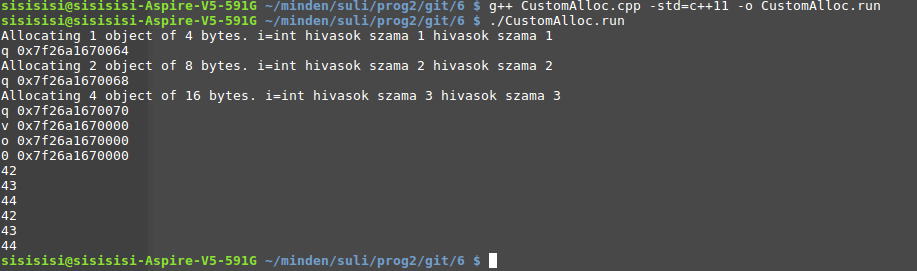 sisisisi@sisisisi-Aspire-V5-591G ~/minden/suli/prog2/git/6 $ g++ CustomAlloc.cpp -std=c++11 -o CustomAlloc.run
sisisisi@sisisisi-Aspire-V5-591G ~/minden/suli/prog2/git/6 $ ./CustomAlloc.run
Allocating 1 object of 4 bytes. i=int hivasok szama 1 hivasok szama 1
q 0x7f26a1670064
Allocating 2 object of 8 bytes. i=int hivasok szama 2 hivasok szama 2
q 0x7f26a1670068
Allocating 4 object of 16 bytes. i=int hivasok szama 3 hivasok szama 3
q 0x7f26a1670070
v 0x7f26a1670000
o 0x7f26a1670000
0 0x7f26a1670000
42
43
44
42
43
44
sisisisi@sisisisi-Aspire-V5-591G ~/minden/suli/prog2/git/6 $